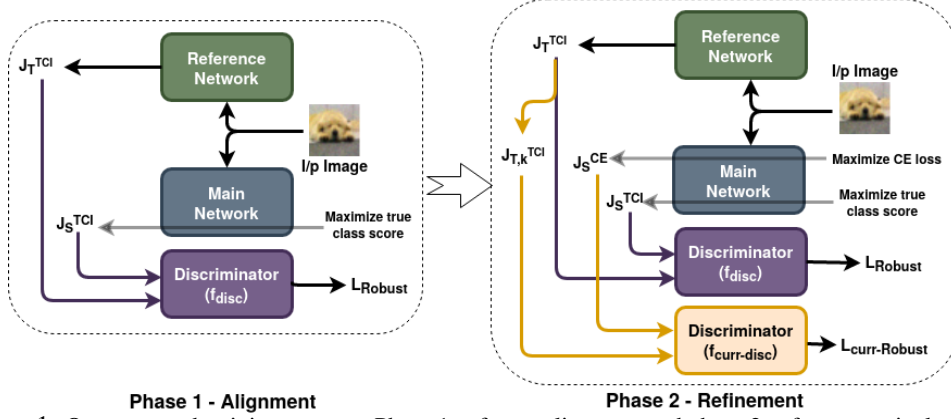 Reference
Network
J_T^TCI
I/p Image
Main
Network
J_S^TCI
Maximize true
class score
Discriminator
(f_disc)
L_Robust
Phase 1 - Alignment
Reference
Network
J_T^TCI
I/p Image
J_T,k^TCI
J_S^CE
Maximize CE loss
Main
Network
J_S^TCI
Maximize true
class score
Discriminator
(f_disc)
L_Robust
Discriminator
(f_curr-disc)
L_curr-Robust
Phase 2 - Refinement